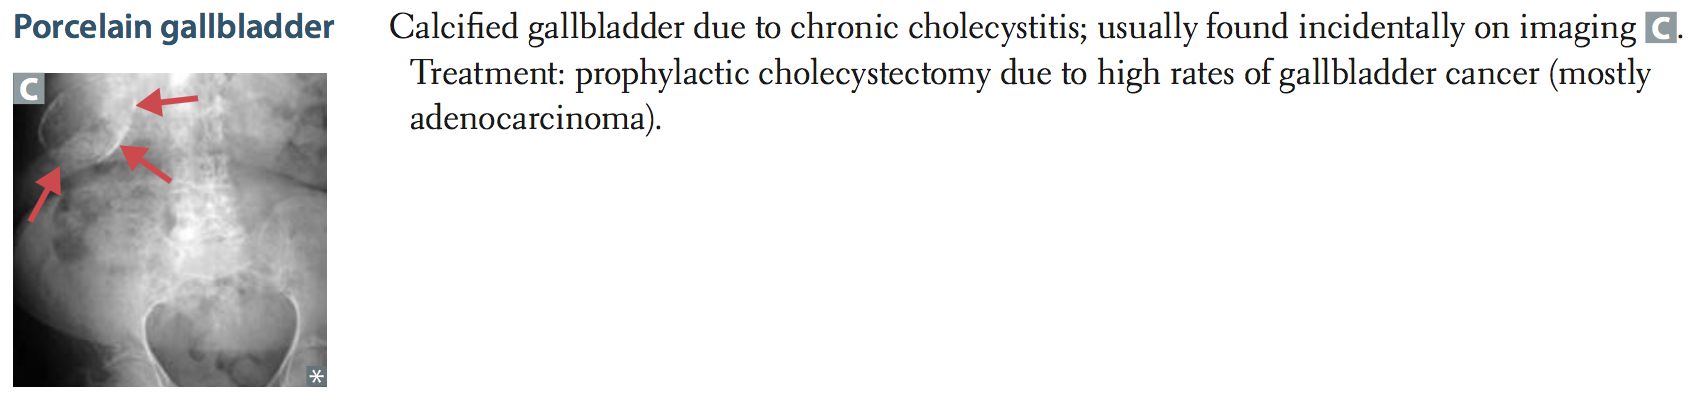 Porcelain gallbladder
Calcified gallbladder due to chronic cholecystitis; usually found incidentally on imaging C.
Treatment: prophylactic cholecystectomy due to high rates of gallbladder cancer (mostly
adenocarcinoma).
C
*